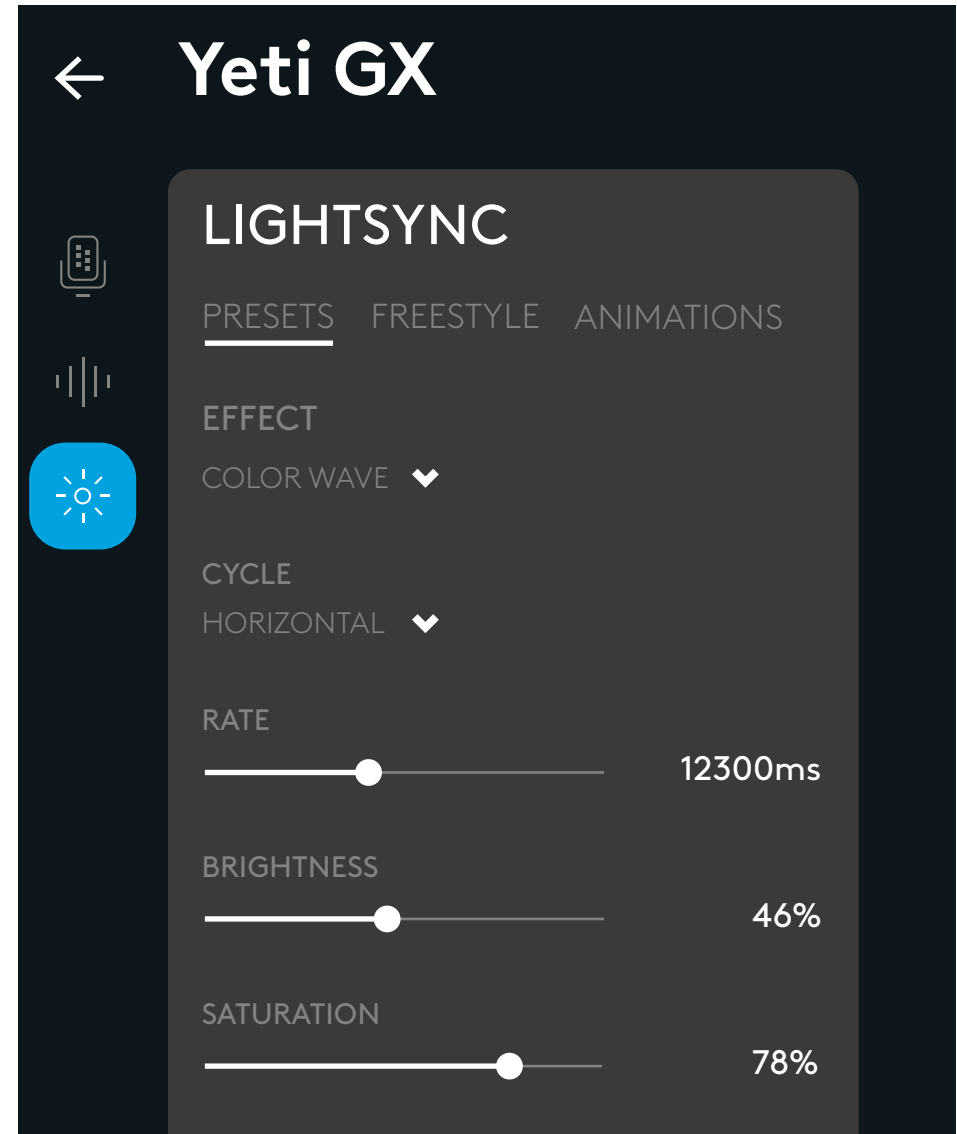 Yeti GX
LIGHTSYNC
PRESETS FREESTYLE ANIMATIONS
EFFECT
COLOR WAVE
CYCLE
HORIZONTAL
RATE
12300ms
BRIGHTNESS
46%
SATURATION
78%